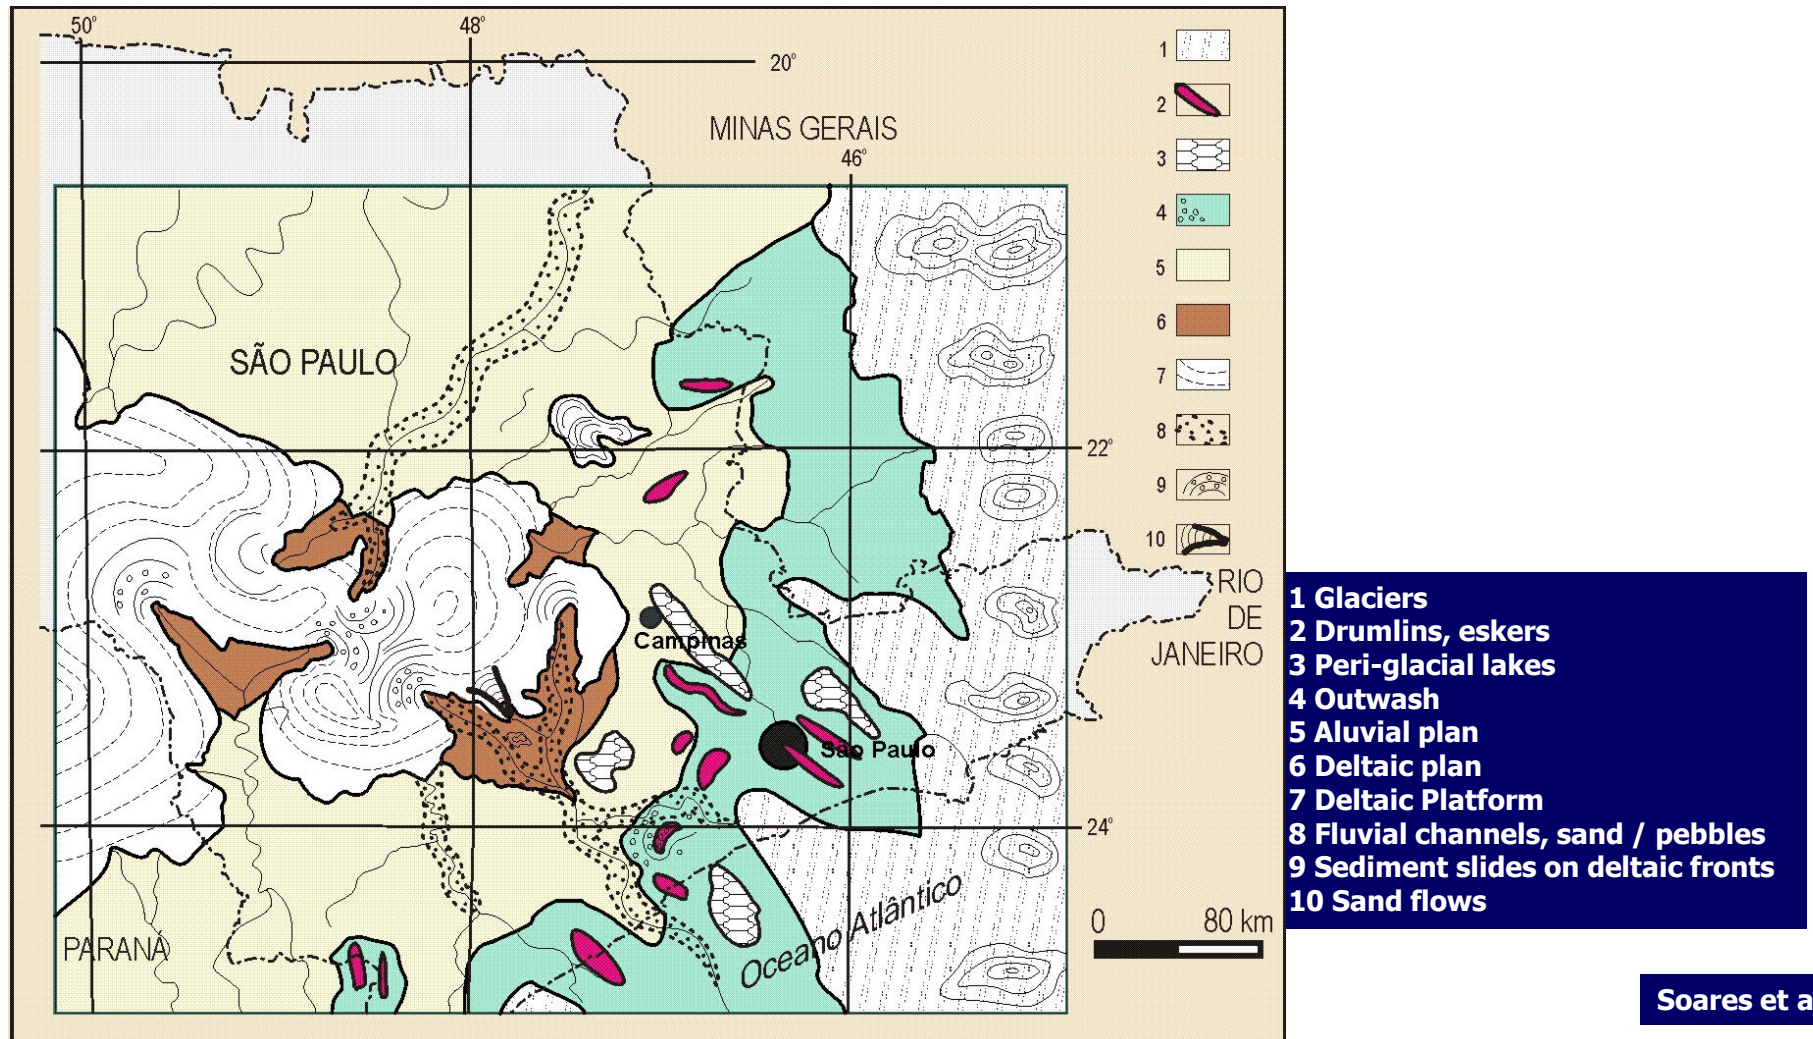 50°
48°
20°
MINAS GERAIS
46°
1
2
3
4
5
6
7
8
9
10
SÃO PAULO
22°
Campinas
São Paulo
RIO
DE
JANEIRO
24°
PARANÁ
Oceano Atlântico
0 80 km
1 Glaciers
2 Drumlins, eskers
3 Peri-glacial lakes
4 Outwash
5 Aluvial plan
6 Deltaic plan
7 Deltaic Platform
8 Fluvial channels, sand / pebbles
9 Sediment slides on deltaic fronts
10 Sand flows
Soares et a